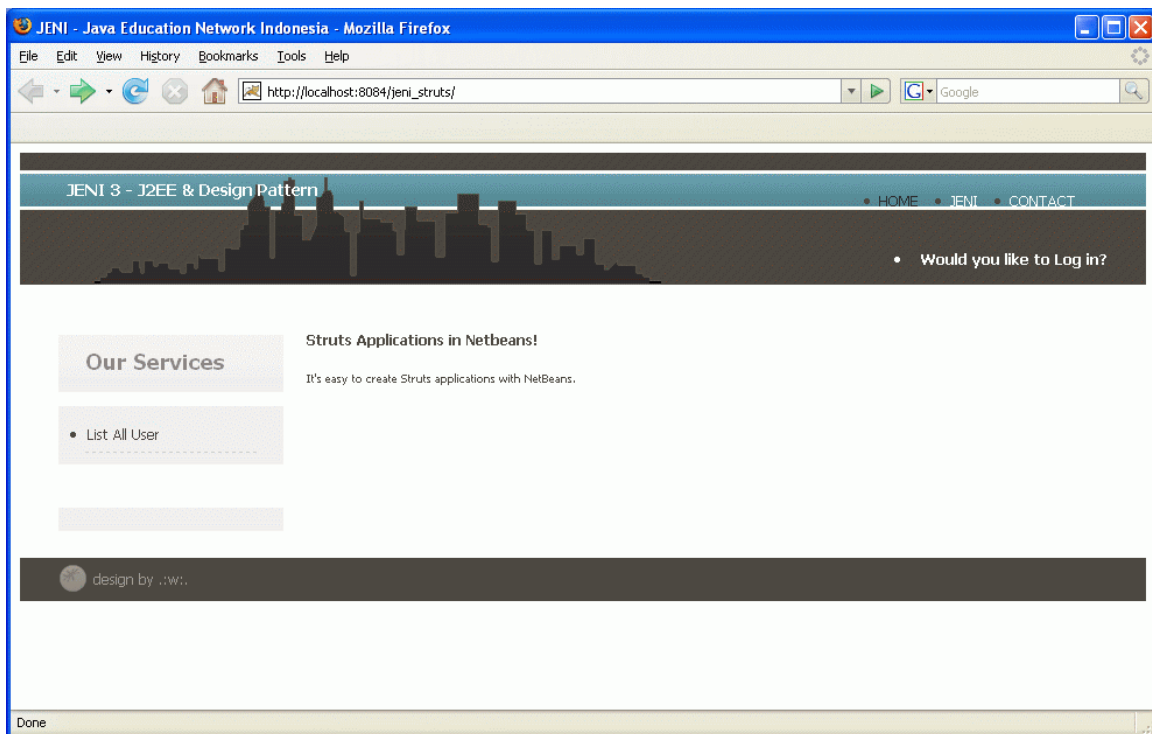 JENI - Java Education Network Indonesia - Mozilla Firefox
File Edit View History Bookmarks Tools Help
http://localhost:8084/jeni_struts/
G Google
JENI 3 - J2EE & Design Pattern
• HOME • JENI • CONTACT
• Would you like to Log in?
Our Services
Struts Applications in Netbeans!
It's easy to create Struts applications with NetBeans.
• List All User
design by .:w:.
Done